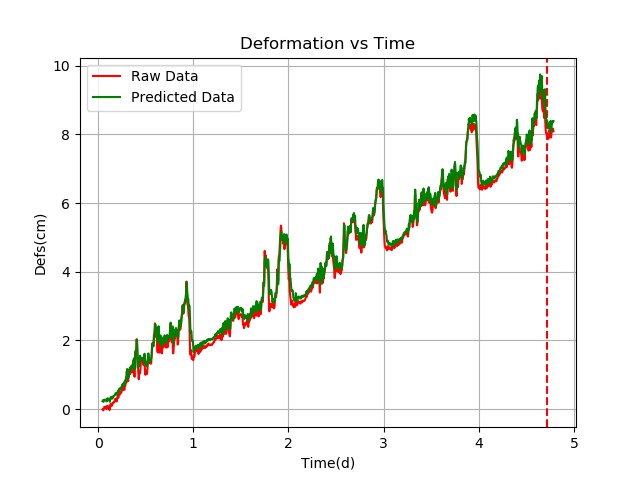 Deformation vs Time
Raw Data
Predicted Data
Defs(cm)
10
8
6
4
2
0
0 1 2 3 4 5
Time(d)